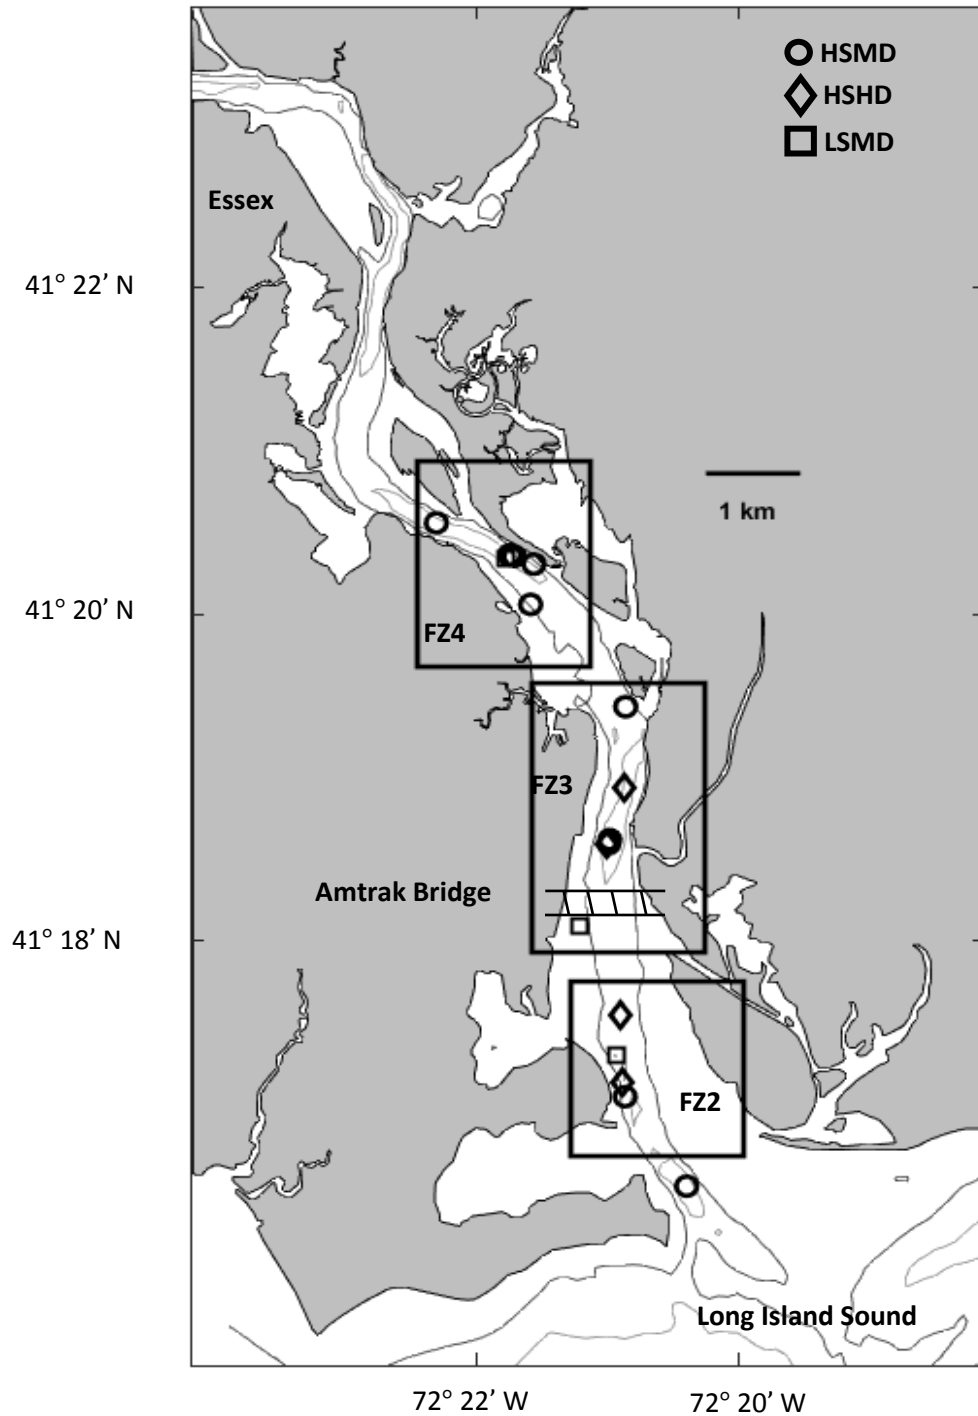 HSMD
HSHD
LSMD
Essex
41° 22' N
1 km
41° 20' N
FZ4
FZ3
Amtrak Bridge
41° 18' N
FZ2
Long Island Sound
72° 22' W
72° 20' W